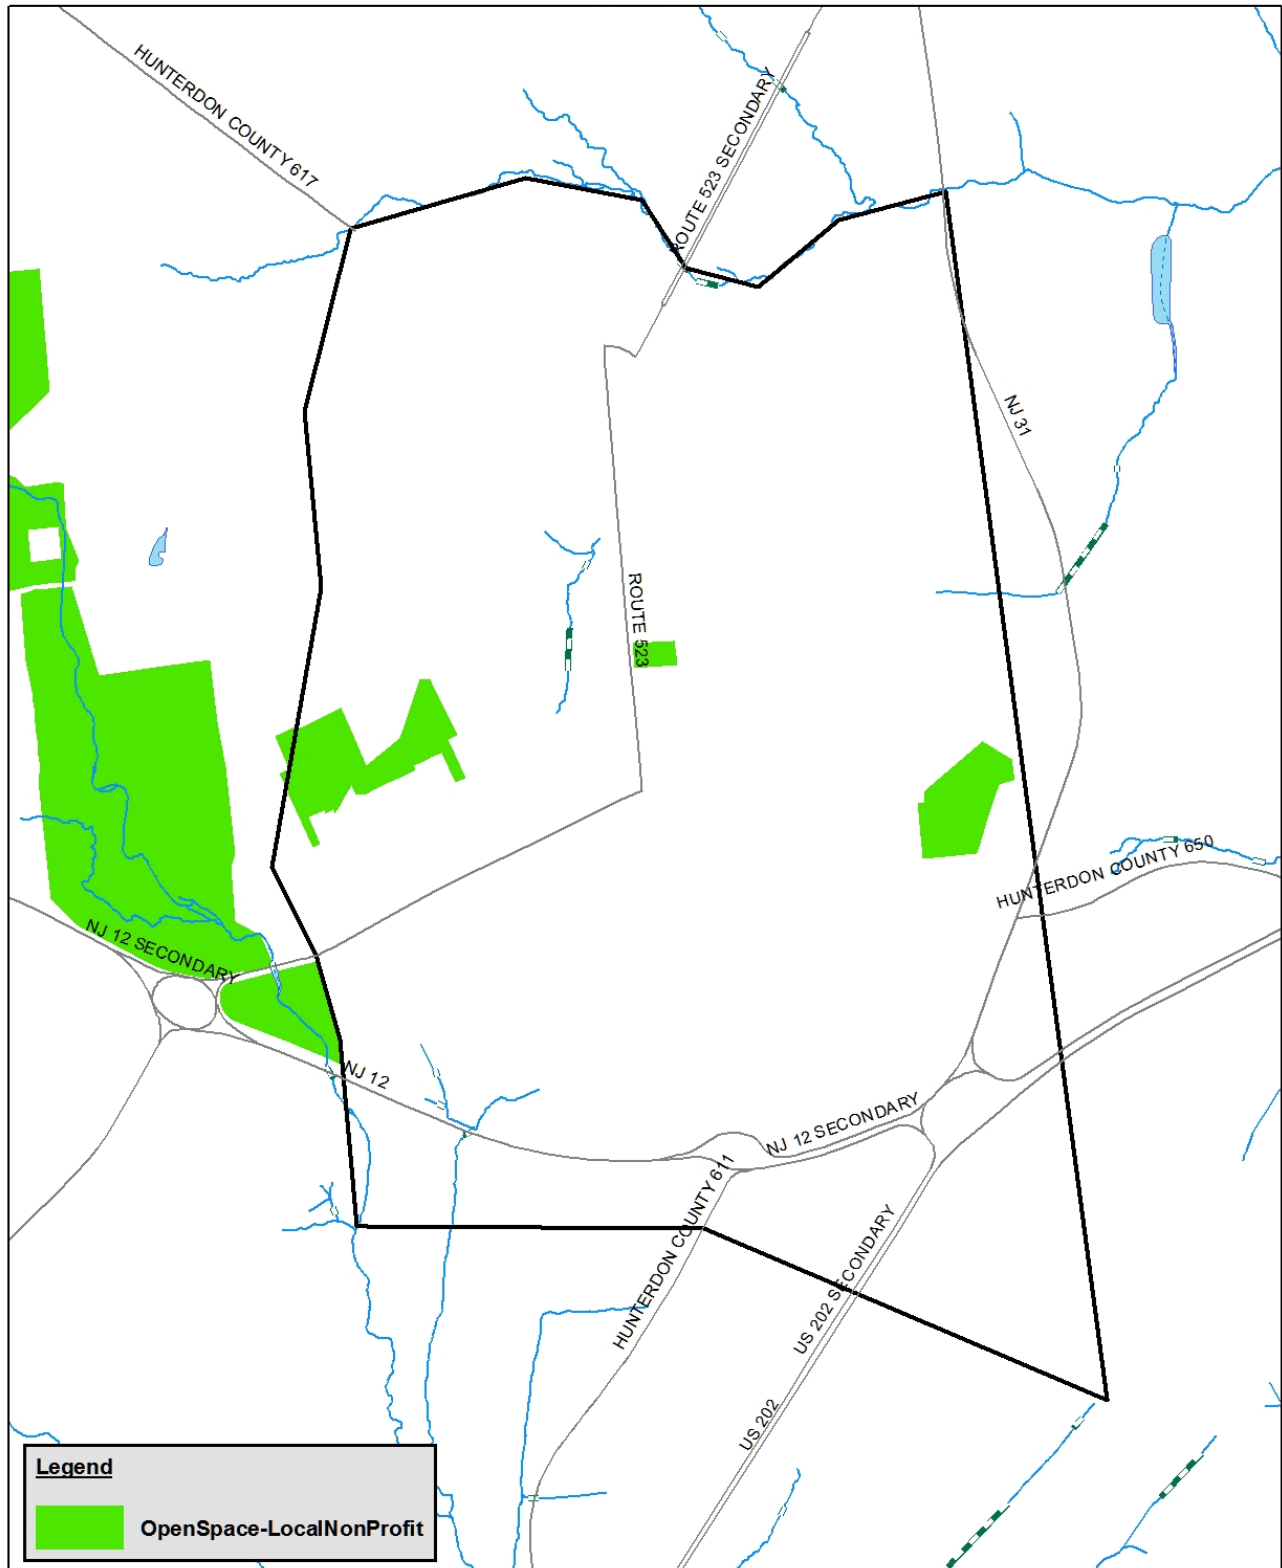 HUNTERDON COUNTY 617
ROUTE 523 SECONDARY
NJ 31
ROUTE 523
HUNTERDON COUNTY 650
NJ 12 SECONDARY
NJ 12
NJ 12 SECONDARY
HUNTERDON COUNTY 611
US 202 SECONDARY
US 202
Legend
OpenSpace-LocalNonProfit